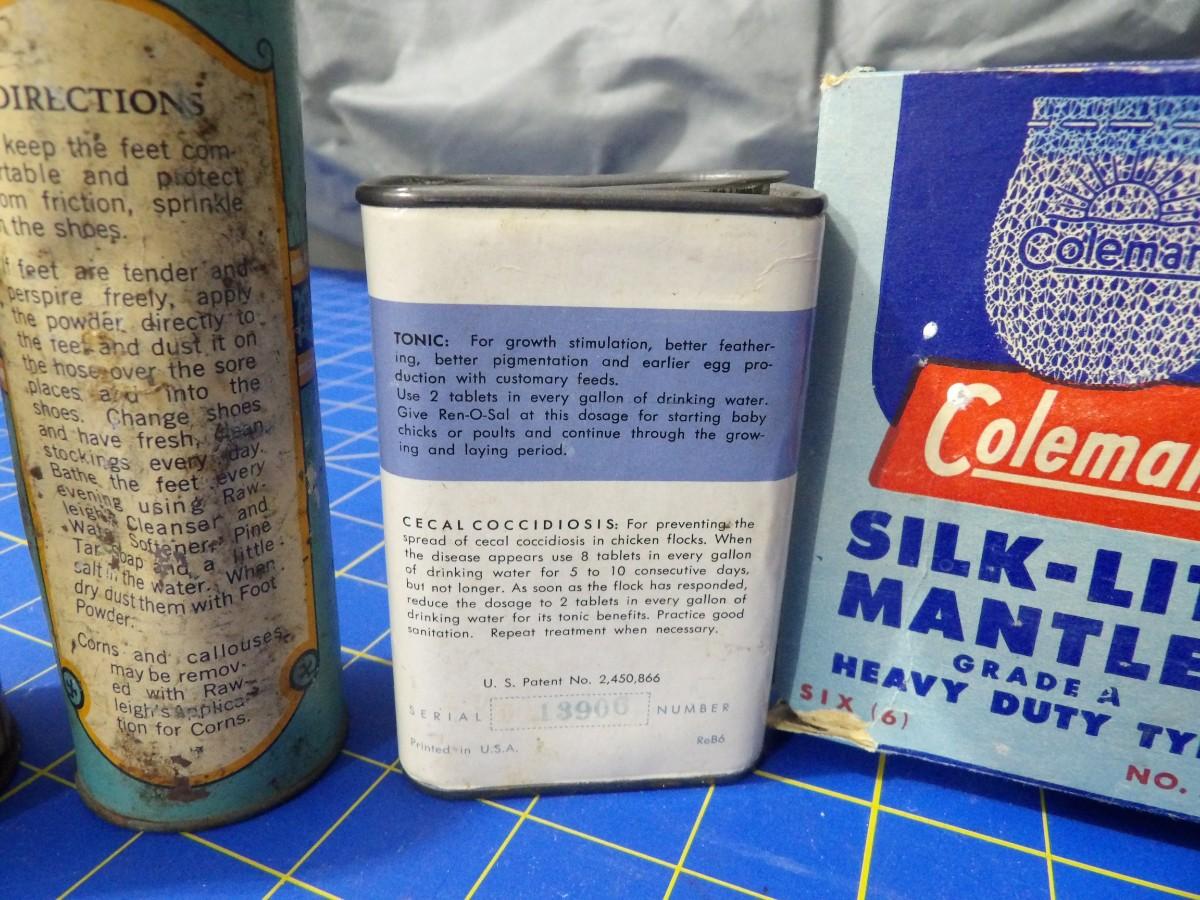 DIRECTIONS
keep the feet com-
rtable and protect
om friction, sprinkle
n the shoes.
If feet are tender and
perspire freely, apply
the powder directly to
the feet and dust it on
the hose over the sore
places and into the
shoes. Change shoes
and have fresh, clean
stockings every day.
Bathe the feet every
evening using Raw-
leigh's Cleanser and
Water Softener, Pine
Tar Soap and a little
salt in the water. When
dry dust them with Foot
Powder.
Corns and callouses
may be remov-
ed with Raw-
leigh's Applica-
tion for Corns.
TONIC: For growth stimulation, better feather-
ing, better pigmentation and earlier egg pro-
duction with customary feeds.
Use 2 tablets in every gallon of drinking water.
Give Ren-O-Sal at this dosage for starting baby
chicks or poults and continue through the grow-
ing and laying period.
CECAL COCCIDIOSIS: For preventing the
spread of cecal coccidiosis in chicken flocks. When
the disease appears use 8 tablets in every gallon
of drinking water for 5 to 10 consecutive days,
but not longer. As soon as the flock has responded,
reduce the dosage to 2 tablets in every gallon of
drinking water for its tonic benefits. Practice good
sanitation. Repeat treatment when necessary.
U. S. Patent No. 2,450,866
SERIAL 13906 NUMBER
Printed in U.S.A. ReB6
Coleman
Coleman
SILK-LIT
MANTLE
GRADE A
HEAVY DUTY TY
SIX (6)
NO.